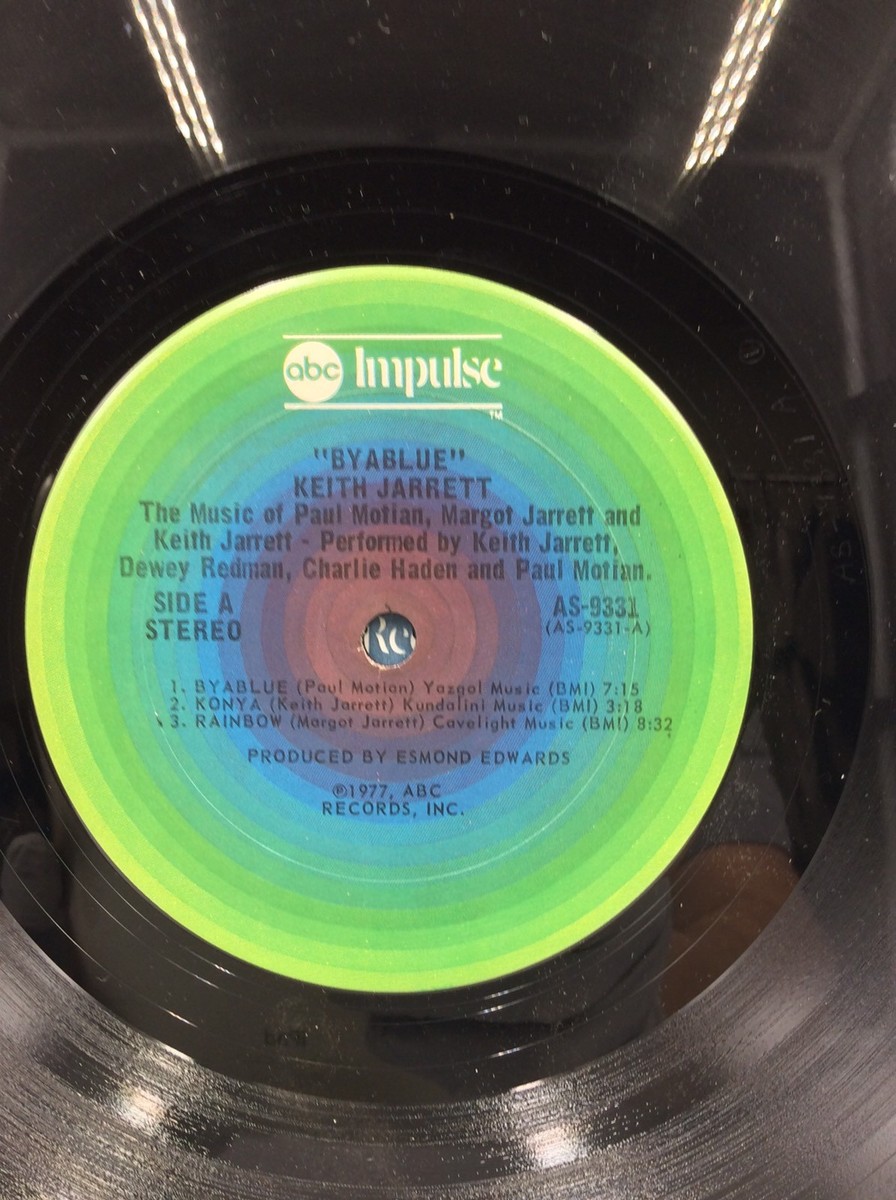 abc Impulse
TM
"BYABLUE"
KEITH JARRETT
The Music of Paul Motian, Margot Jarrett and
Keith Jarrett - Performed by Keith Jarrett,
Dewey Redman, Charlie Haden and Paul Motian.
SIDE A AS-9331
STEREO (AS-9331-A)
1. BYABLUE (Paul Motian) Yazgol Music (BMI) 7:15
2. KONYA (Keith Jarrett) Kundalini Music (BMI) 3:18
3. RAINBOW (Margot Jarrett) Cavelight Music (BMI) 8:32
PRODUCED BY ESMOND EDWARDS
℗1977, ABC
RECORDS, INC.